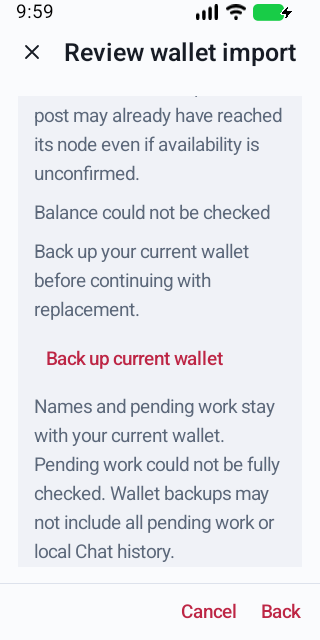 9:59
Review wallet import
post may already have reached
its node even if availability is
unconfirmed.
Balance could not be checked
Back up your current wallet
before continuing with
replacement.
Back up current wallet
Names and pending work stay
with your current wallet.
Pending work could not be fully
checked. Wallet backups may
not include all pending work or
local Chat history.
Cancel Back